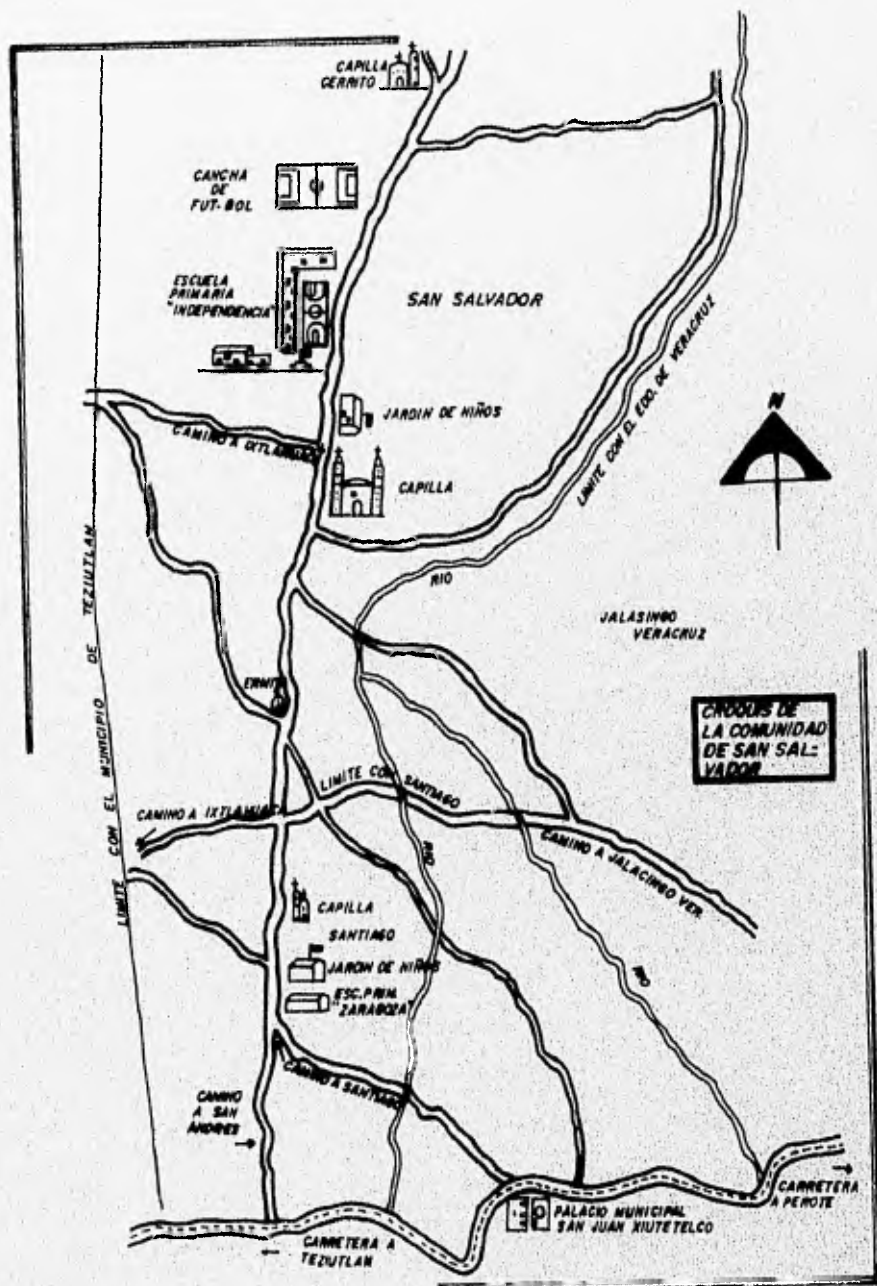 CAPILLA
CERRITO
CANCHA
DE
FUT-BOL
ESCUELA
PRIMARIA
"INDEPENDENCIA"
SAN SALVADOR
LIMITE CON EL EDO. DE VERACRUZ
N
JARDIN DE NIÑOS
CAMINO A IXTLAHUACA
CAPILLA
RIO
JALASINGO
VERACRUZ
LIMITE CON EL MUNICIPIO DE TEZIUTLAN
ERMITA
CROQUIS DE
LA COMUNIDAD
DE SAN SAL=
VADOR
LIMITE CON SANTIAGO
CAMINO A IXTLAHUACA
CAMINO A JALACINGO VER.
RIO
CAPILLA
SANTIAGO
JARDIN DE NIÑOS
ESC. PRIM.
"ZARAGOZA"
RIO
CAMINO A SANTIAGO
CAMINO
A SAN
ANDRES
CARRETERA
A PEROTE
PALACIO MUNICIPAL
SAN JUAN XIUTETELCO
CARRETERA A
TEZIUTLAN